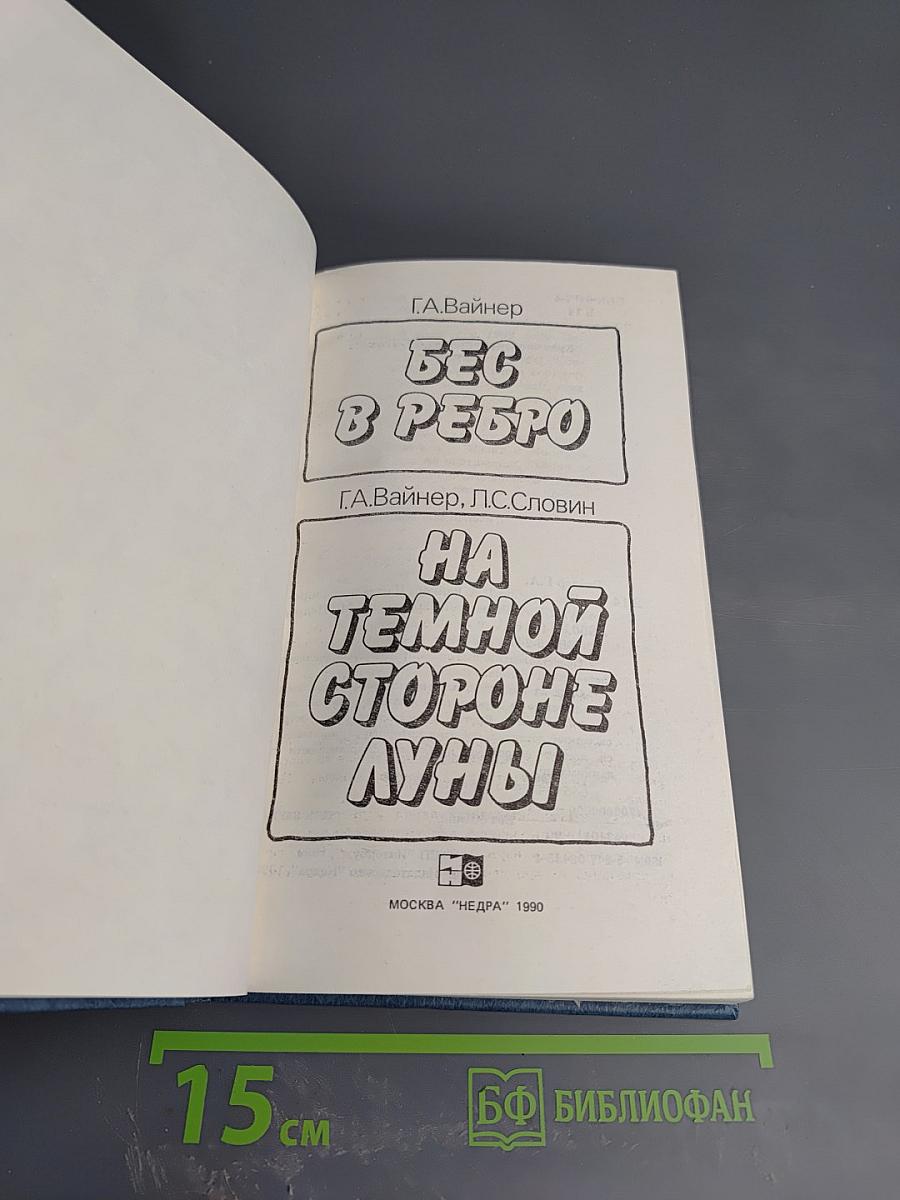 Г.А.Вайнер
БЕС
В РЕБРО
Г.А.Вайнер, Л.С.Словин
НА
ТЕМНОЙ
СТОРОНЕ
ЛУНЫ
МОСКВА "НЕДРА" 1990
15 см
БФ БИБЛИОФАН